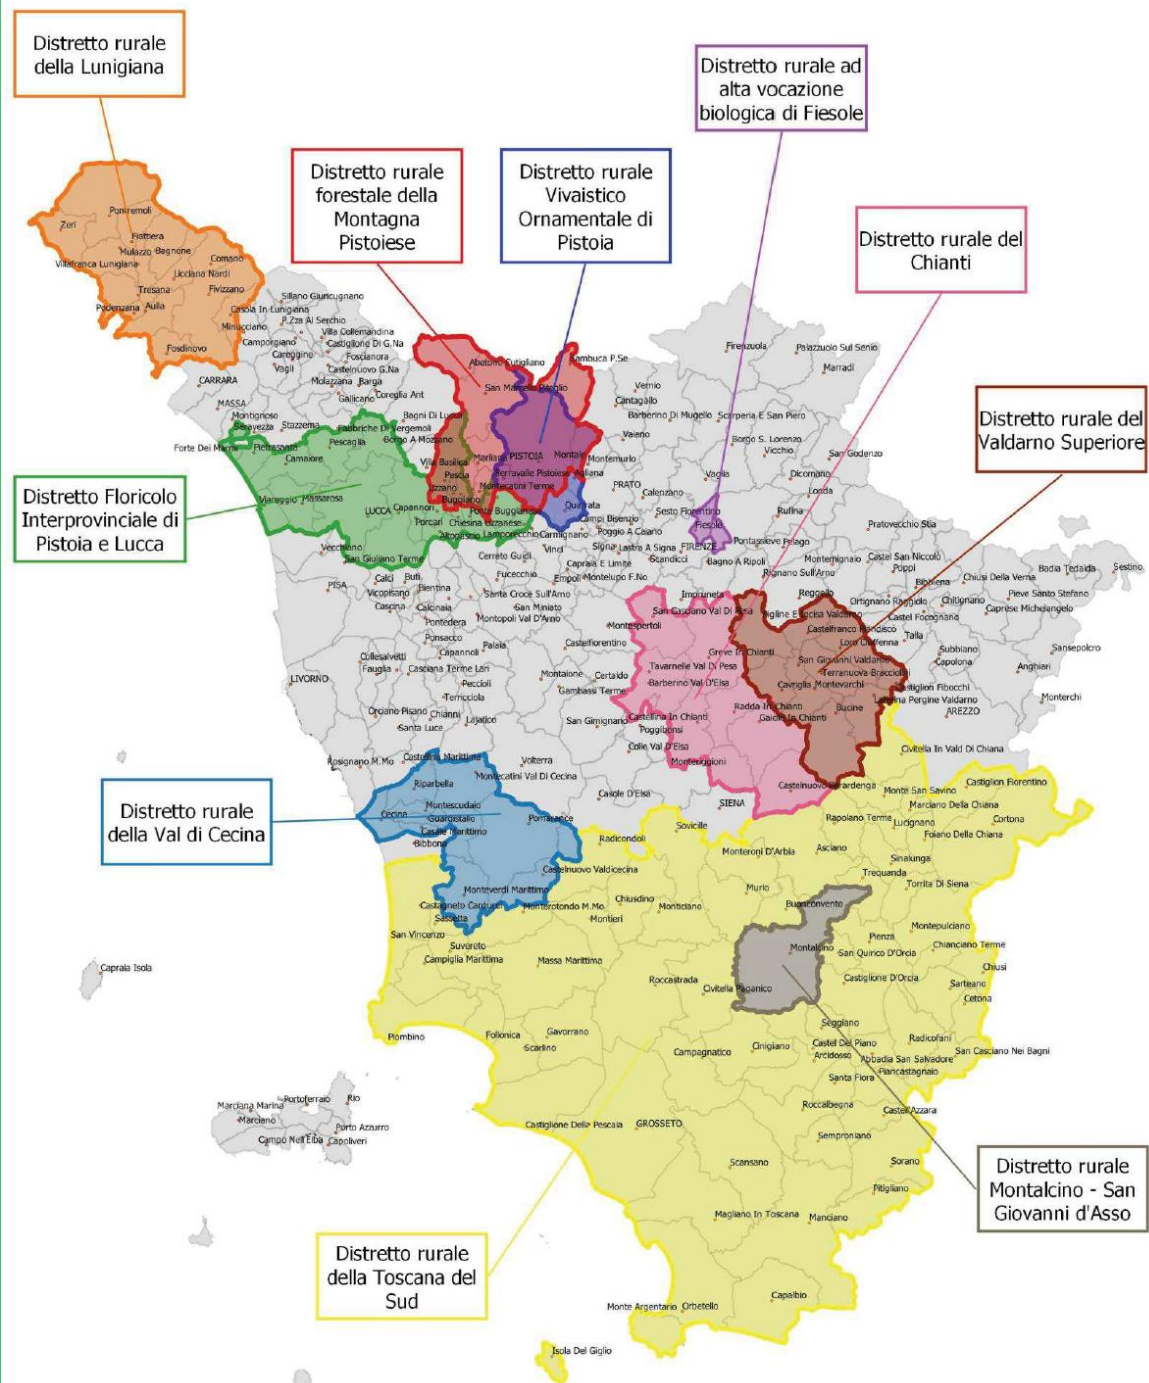 Distretto rurale
della Lunigiana
Distretto rurale ad
alta vocazione
biologica di Fiesole
Distretto rurale
forestale della
Montagna
Pistoiese
Distretto rurale
Vivaistico
Ornamentale di
Pistoia
Distretto rurale del
Chianti
Distretto rurale del
Valdarno Superiore
Distretto Floricolo
Interprovinciale di
Pistoia e Lucca
Distretto rurale
della Val di Cecina
Distretto rurale
della Toscana del
Sud
Distretto rurale
Montalcino - San
Giovanni d'Asso
Pontremoli
Zeri
Filattiera
Mulazzo
Bagnone
Villafranca Lunigiana
Comano
Licciana Nardi
Tresana
Fivizzano
Podenzana
Aulla
Casola In Lunigiana
Fosdinovo
Sillano Giuncugnano
P.Zza Al Serchio
Minucciano
Villa Collemandina
Camporgiano
Castiglione Di G.Na
Careggine
Fosciandra
Vagli
Castelnuovo G.Na
CARRARA
Molazzana
Barga
Gallicano
Coreglia Ant
MASSA
Montignoso
Seravezza
Stazzema
Fabbriche Di Vergemoli
Bagni Di Lucca
Forte Dei Marmi
Pietrasanta
Pescaglia
Borgo A Mozzano
Camaiore
Villa Basilica
Viareggio
Massarosa
LUCCA
Capannori
Porcari
Altopascio
Abetone Cutigliano
Sambuca P.Se
San Marcello Piteglio
Marliana
PISTOIA
Montale
Pescia
Serravalle Pistoiese
Agliana
Uzzano
Montecatini Terme
Buggiano
Ponte Buggianese
Quarrata
Chiesina Uzzanese
Lamporecchio
Carmignano
Firenzuola
Palazzuolo Sul Senio
Marradi
Vernio
Cantagallo
Barberino Di Mugello
Scarperia E San Piero
Vaiano
Borgo S. Lorenzo
Vicchio
San Godenzo
Montemurlo
Vaglia
Dicomano
PRATO
Calenzano
Londa
Sesto Fiorentino
Rufina
Campi Bisenzio
Fiesole
Poggio A Caiano
Pontassieve
Pelago
Pratovecchio Stia
Signa
Lastra A Signa
FIRENZE
Scandicci
Bagno A Ripoli
Montemignaio
Castel San Niccolò
Poppi
Badia Tedalda
Sestino
Rignano Sull'Arno
Bibbiena
Chiusi Della Verna
Vecchiano
San Giuliano Terme
Cerreto Guidi
Vinci
Capraia E Limite
Fucecchio
Empoli
Montelupo F.No
PISA
Calci
Buti
Vicopisano
Bientina
Santa Croce Sull'Arno
Cascina
Calcinaia
San Miniato
Pontedera
Montopoli Val D'Arno
Impruneta
San Casciano Val Di Pesa
Reggello
Figline E Incisa Valdarno
Ortignano Raggiolo
Chitignano
Pieve Santo Stefano
Caprese Michelangelo
Castel Focognano
Montespertoli
Castelfranco Piandiscò
Loro Ciuffenna
Talla
Ponsacco
Capannoli
Palaia
Castelfiorentino
Greve In Chianti
San Giovanni Valdarno
Subbiano
Capolona
Sansepolcro
Collesalvetti
Fauglia
Casciana Terme Lari
Tavarnelle Val Di Pesa
Terranuova Bracciolini
Anghiari
LIVORNO
Peccioli
Montaione
Certaldo
Barberino Val D'Elsa
Cavriglia
Montevarchi
Castiglion Fibocchi
Terricciola
Gambassi Terme
Laterina Pergine Valdarno
Monterchi
Orciano Pisano
Chianni
Lajatico
San Gimignano
Castellina In Chianti
Radda In Chianti
Bucine
AREZZO
Santa Luce
Poggibonsi
Gaiole In Chianti
Colle Val D'Elsa
Civitella In Vald Di Chiana
Rosignano M.Mo
Castellina Marittima
Volterra
Monteriggioni
Riparbella
Montecatini Val Di Cecina
Castelnuovo Berardenga
Monte San Savino
Castiglion Fiorentino
Casole D'Elsa
SIENA
Marciano Della Chiana
Cecina
Montescudaio
Guardistallo
Pomarance
Rapolano Terme
Lucignano
Cortona
Casale Marittimo
Sovicille
Foiano Della Chiana
Bibbona
Radicondoli
Monteroni D'Arbia
Asciano
Sinalunga
Castelnuovo Valdicecina
Trequanda
Torrita Di Siena
Monteverdi Marittimo
Murlo
Castagneto Carducci
Monterotondo M.Mo
Chiusdino
Monticiano
Buonconvento
Sassetta
Montieri
Montepulciano
San Vincenzo
Pienza
Suvereto
Montalcino
San Quirico D'Orcia
Chianciano Terme
Campiglia Marittima
Massa Marittima
Chiusi
Capraia Isola
Roccastrada
Civitella Paganico
Castiglione D'Orcia
Sarteano
Cetona
Piombino
Follonica
Gavorrano
Seggiano
Scarlino
Campagnatico
Cinigiano
Castel Del Piano
Radicofani
Arcidosso
Abbadia San Salvadore
San Casciano Nei Bagni
Santa Fiora
Piancastagnaio
Marciana Marina
Portoferraio
Rio
Marciano
Porto Azzurro
Campo Nell'Elba
Capoliveri
Roccalbegna
Castell'Azzara
Castiglione Della Pescaia
GROSSETO
Semproniano
Scansano
Sorano
Pitigliano
Magliano In Toscana
Manciano
Capalbio
Monte Argentario
Orbetello
Isola Del Giglio